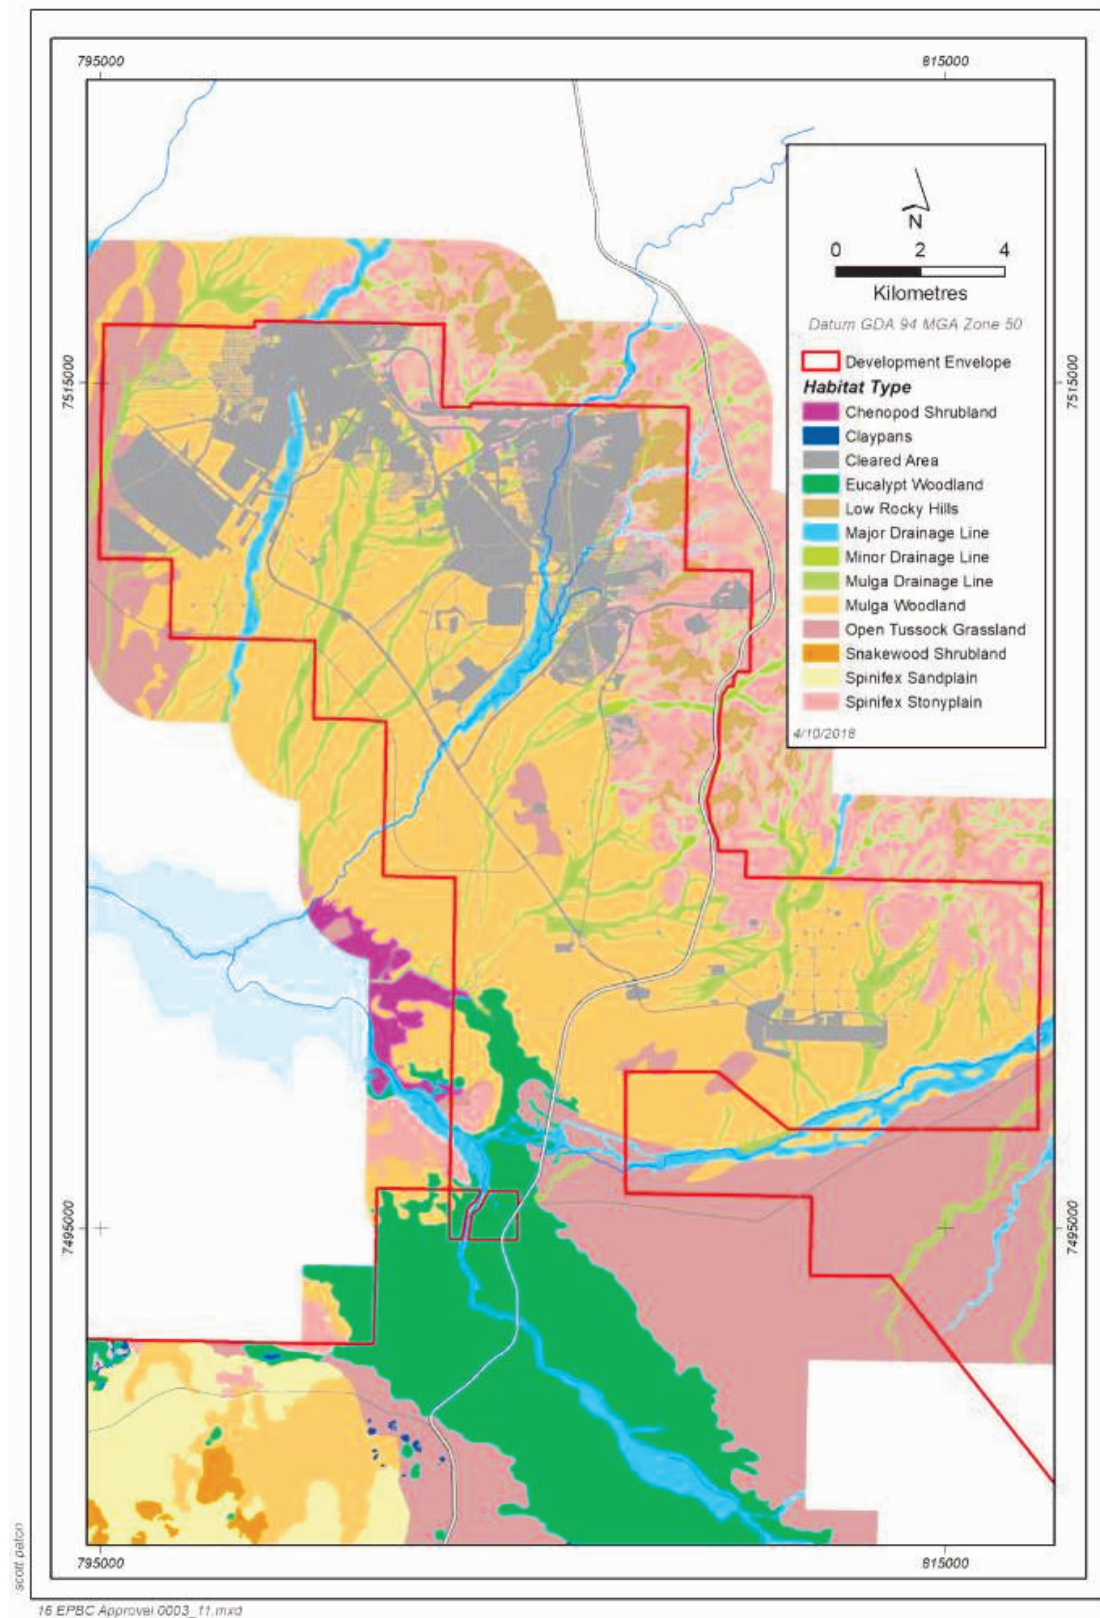 795000
815000
7515000
7515000
N
0 2 4
Kilometres
Datum GDA 94 MGA Zone 50
Development Envelope
Habitat Type
Chenopod Shrubland
Claypans
Cleared Area
Eucalypt Woodland
Low Rocky Hills
Major Drainage Line
Minor Drainage Line
Mulga Drainage Line
Mulga Woodland
Open Tussock Grassland
Snakewood Shrubland
Spinifex Sandplain
Spinifex Stonyplain
4/10/2018
7495000
7495000
795000
815000
scott paton
16 EPBC Approval 0003_11.mxd